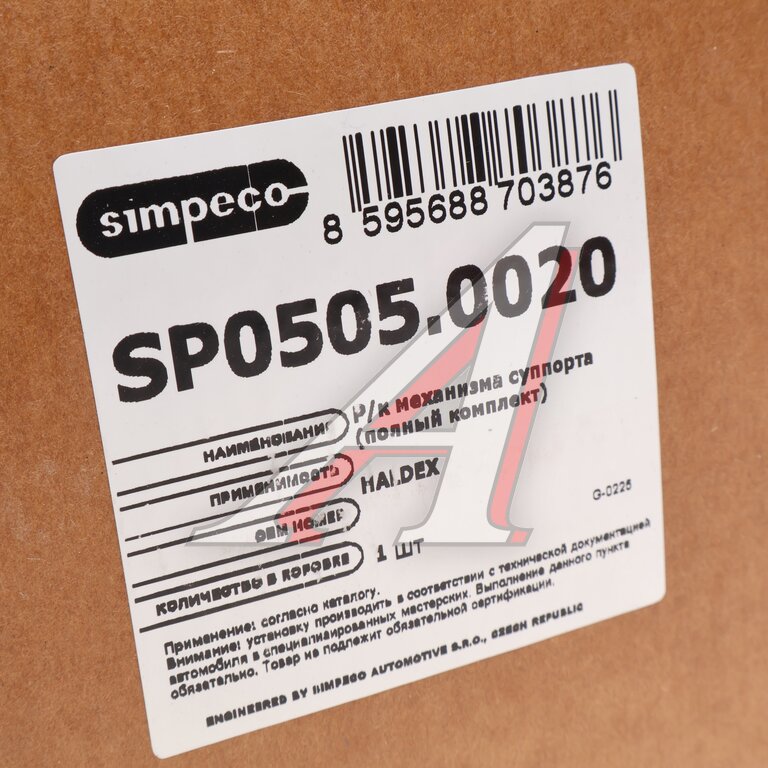 simpeco
8 595688 703876
SP0505.0020
НАИМЕНОВАНИЕ
Р/к механизма суппорта
(полный комплект)
ПРИМЕНИМОСТЬ
HALDEX
OEM НОМЕР
G-0225
КОЛИЧЕСТВО В КОРОБКЕ
1 ШТ
Применение: согласно каталогу.
Внимание: установку производить в соответствии с технической документацией
автомобиля в специализированных мастерских. Выполнение данного пункта
обязательно. Товар не подлежит обязательной сертификации.
ENGINEERED BY SIMPECO AUTOMOTIVE S.R.O., CZECH REPUBLIC